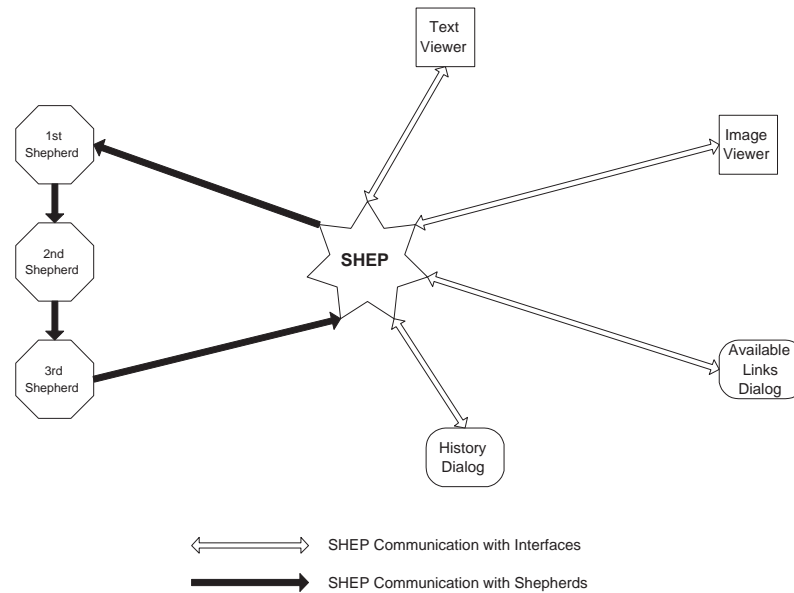 Text
Viewer
1st
Shepherd
Image
Viewer
2nd
Shepherd
SHEP
3rd
Shepherd
Available
Links
Dialog
History
Dialog
SHEP Communication with Interfaces
SHEP Communication with Shepherds